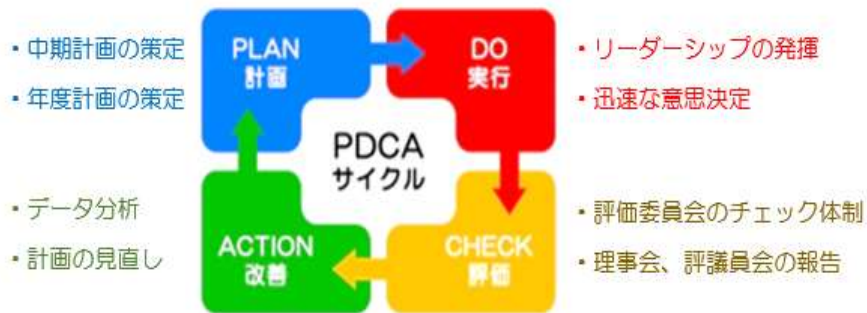 ・中期計画の策定
・年度計画の策定
PLAN
計画
DO
実行
・リーダーシップの発揮
・迅速な意思決定
PDCA
サイクル
・データ分析
・計画の見直し
ACTION
改善
CHECK
評価
・評価委員会のチェック体制
・理事会、評議員会の報告